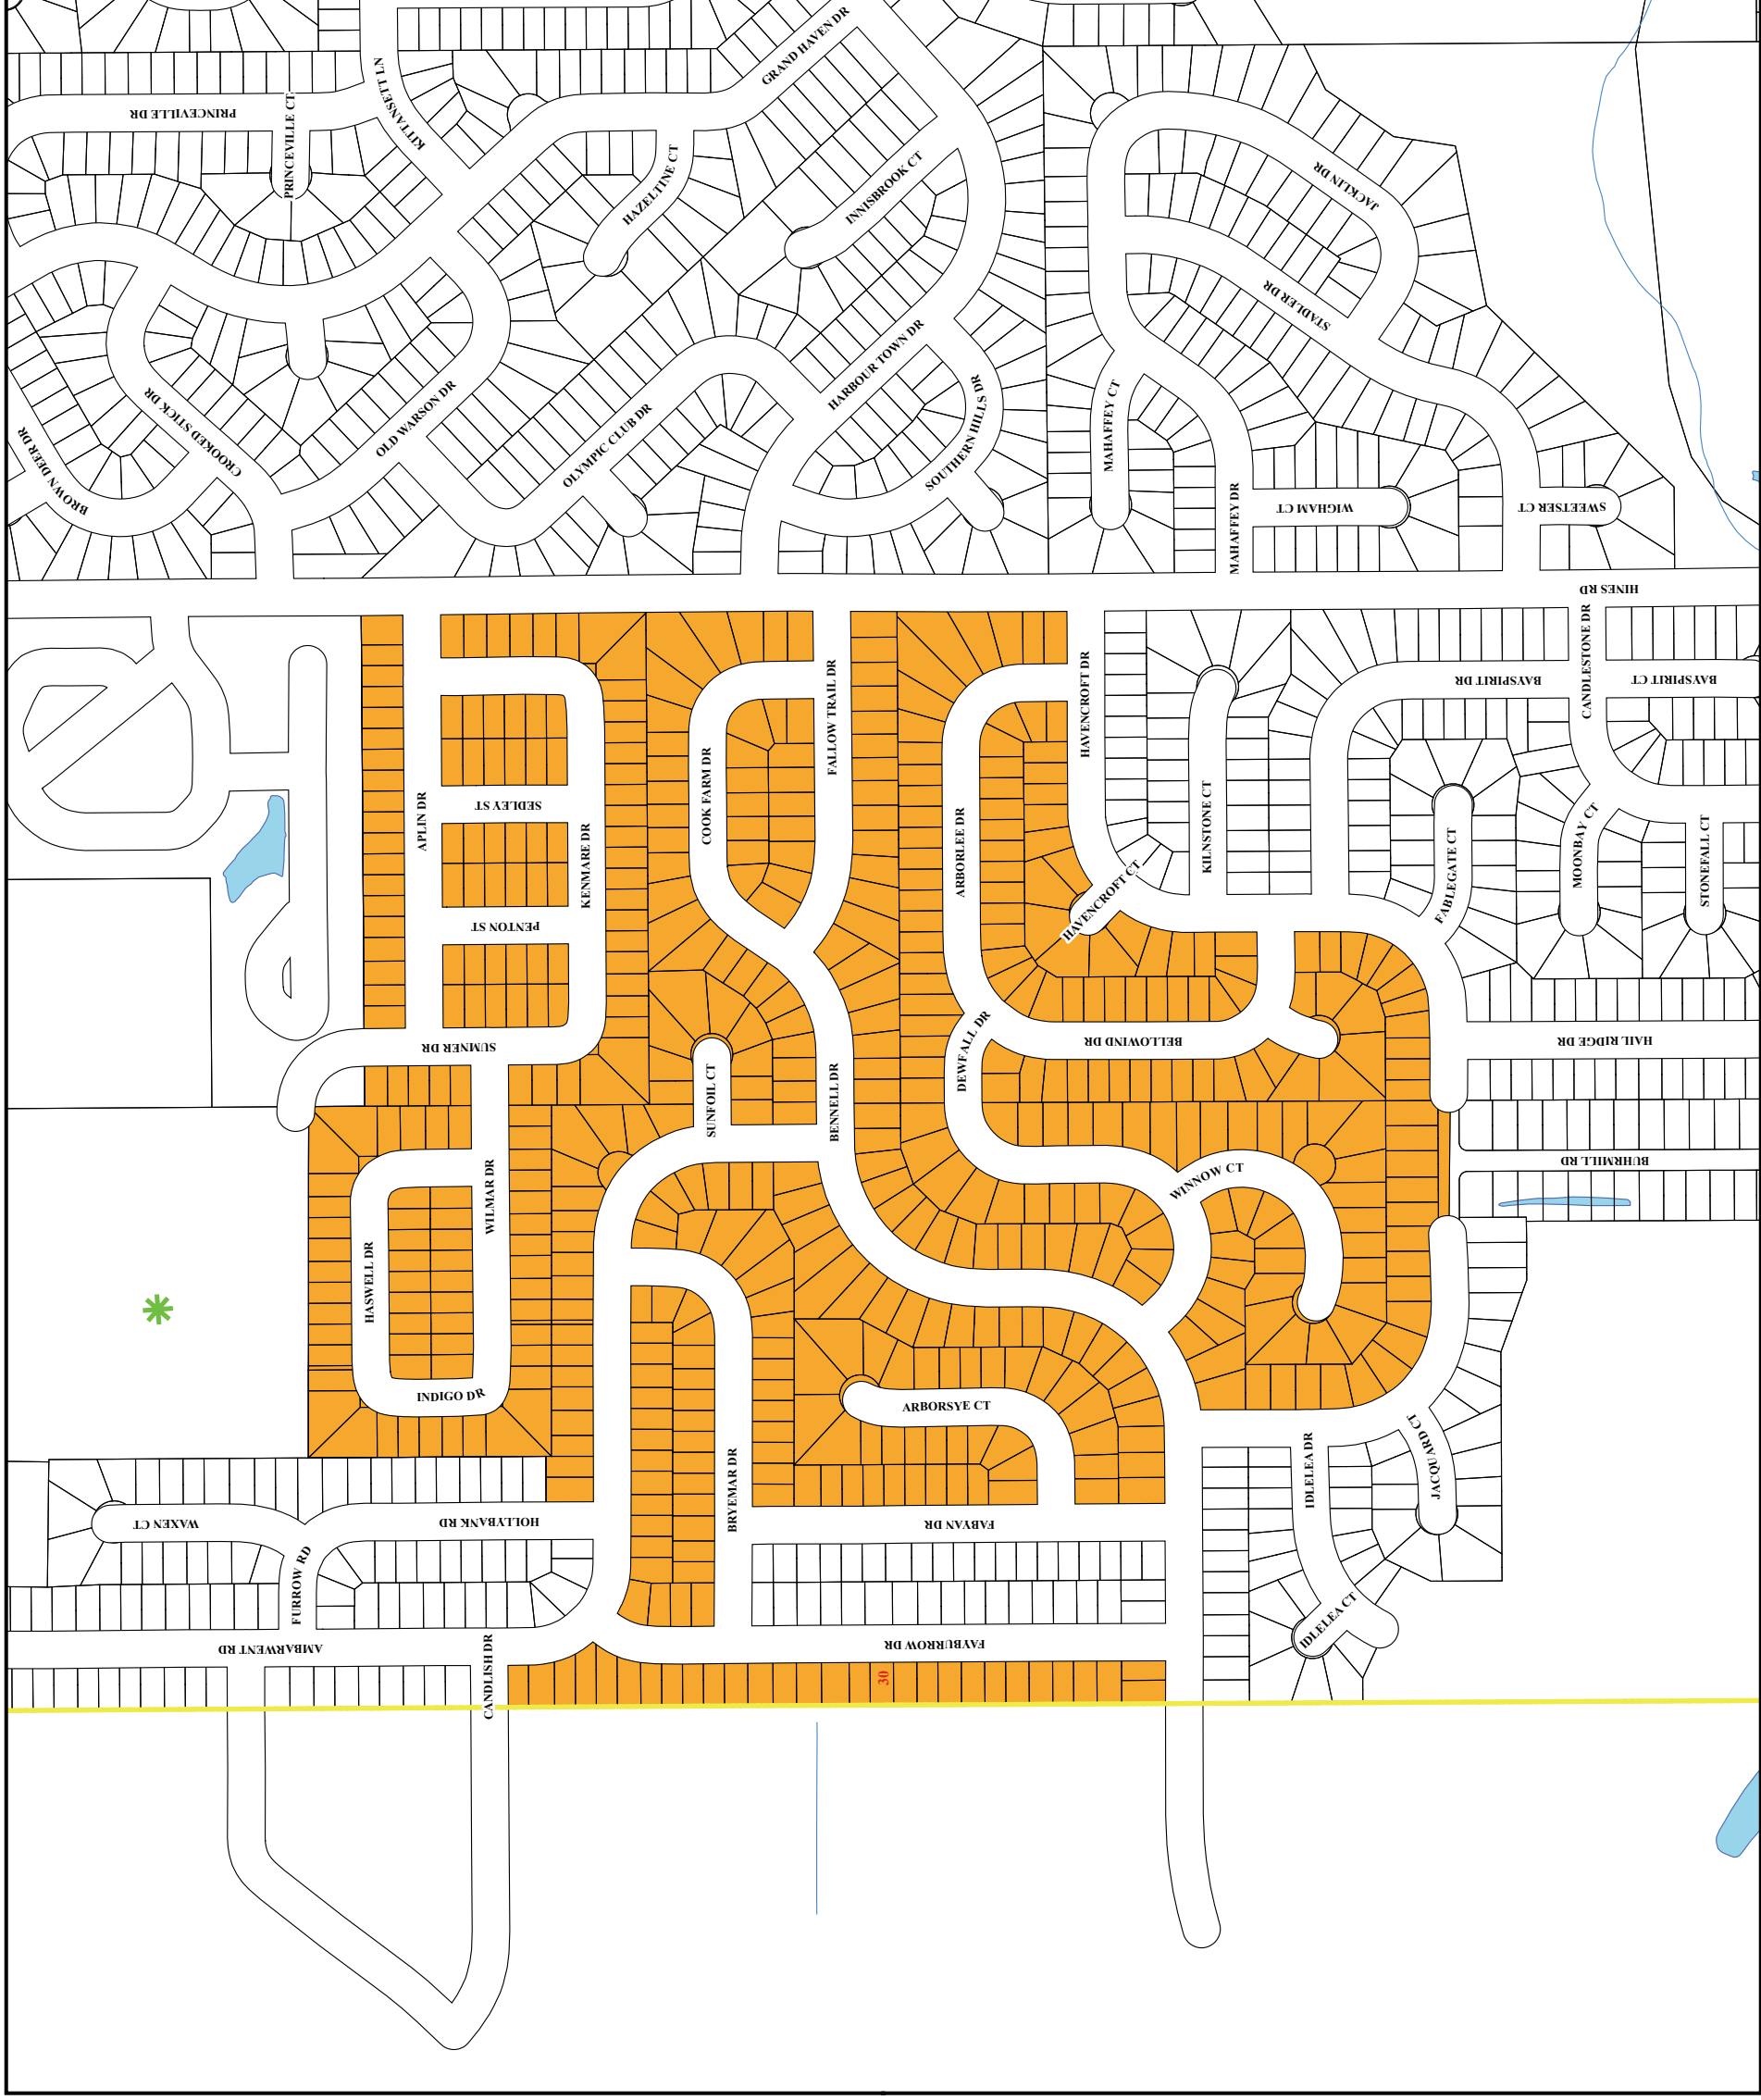 GRAND HAVEN DR
KITTANSETT LN
PRINCEVILLE DR
PRINCEVILLE CT
HAZELTINE CT
INNISBROOK CT
JACKLIN DR
STADLER DR
HARBOUR TOWN DR
CROOKED STICK DR
OLD WARSON DR
OLYMPIC CLUB DR
SOUTHERN HILLS DR
MAHAFFEY CT
BROWN DEER DR
MAHAFFEY DR
WIGHAM CT
SWEETSER CT
HINES RD
CANDLESTONE DR
HAVENCROFT DR
FALLOW TRAIL DR
BAYSPIRIT DR
BAYSPIRIT CT
COOK FARM DR
APLIN DR
SEDLEY ST
KENMARE DR
ARBORLEE DR
KILNSTONE CT
MOONBAY CT
STONEFALL CT
FABLEGATE CT
HAVENCROFT CT
PENTON ST
SUMNER DR
DEWFALL DR
BELLOWIND DR
HAIL RIDGE DR
SUNFOIL CT
BENNELL DR
BUHRMILL RD
WINNOW CT
WILMAR DR
HASWELL DR
INDIGO DR
ARBORSYE CT
JACQUARD CT
IDLELEA DR
BRYEMAR DR
WAXEN CT
HOLLYBANK RD
FABYAN DR
FURROW RD
IDLELEA CT
AMBARWENT RD
FAYBURROW DR
CANDLISH DR
30